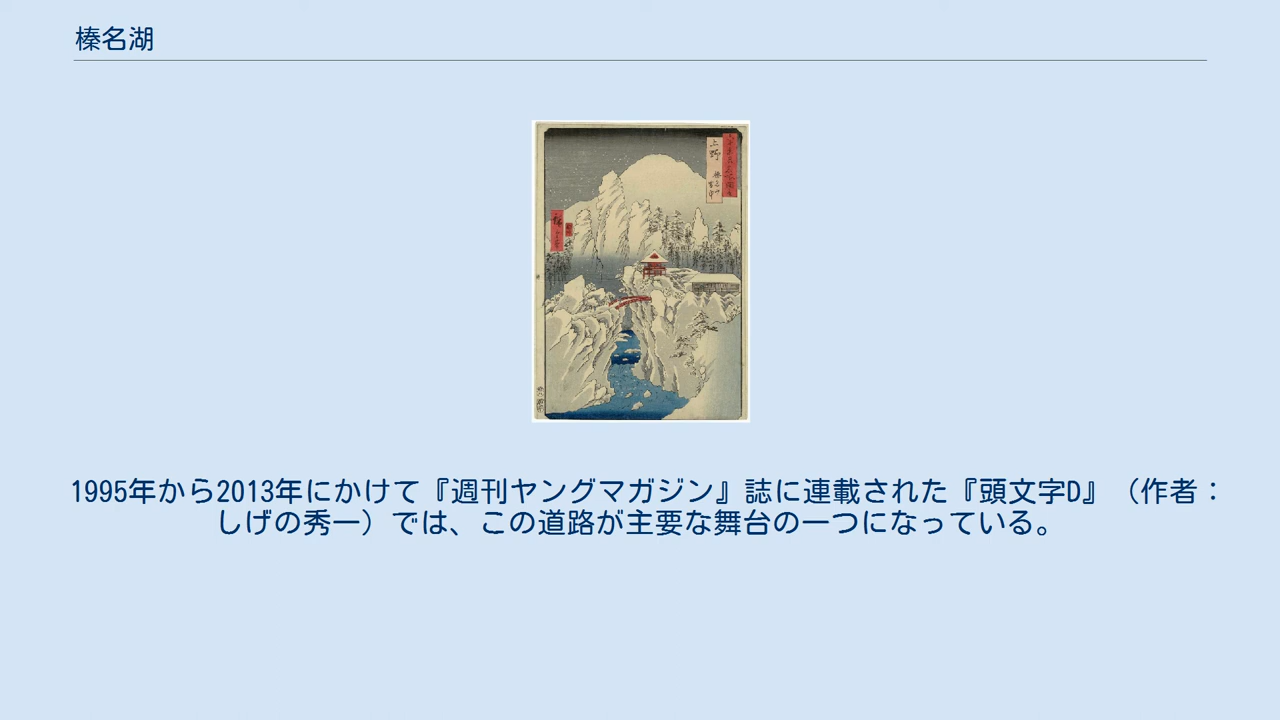 榛名湖
上野
1995年から2013年にかけて『週刊ヤングマガジン』誌に連載された『頭文字D』（作者：
しげの秀一）では、この道路が主要な舞台の一つになっている。